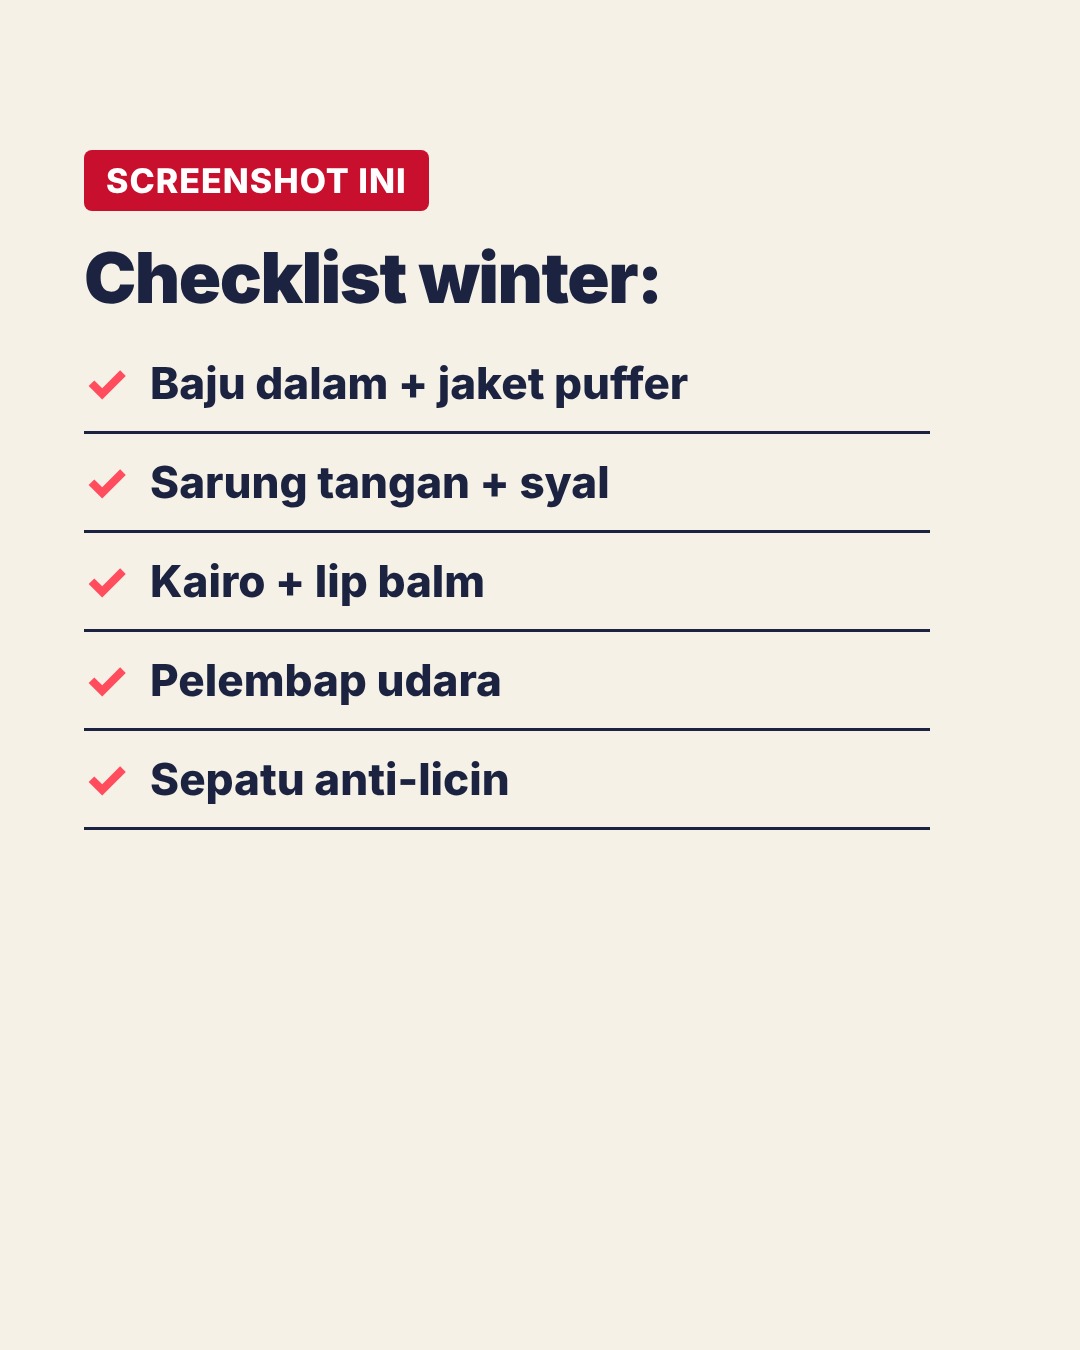 SCREENSHOT INI
Checklist winter:
Baju dalam + jaket puffer
Sarung tangan + syal
Kairo + lip balm
Pelembap udara
Sepatu anti-licin